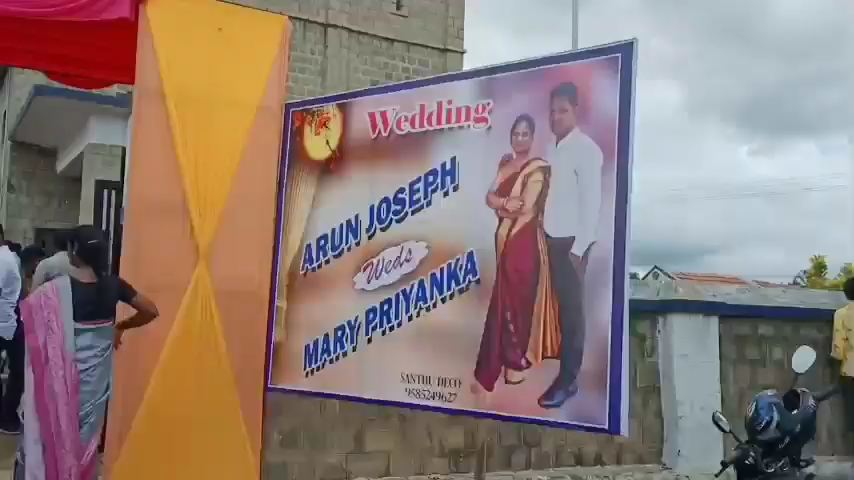 Wedding
ARUN JOSEPH
Weds
MARY PRIYANKA
SANTHU DECO
9585249627